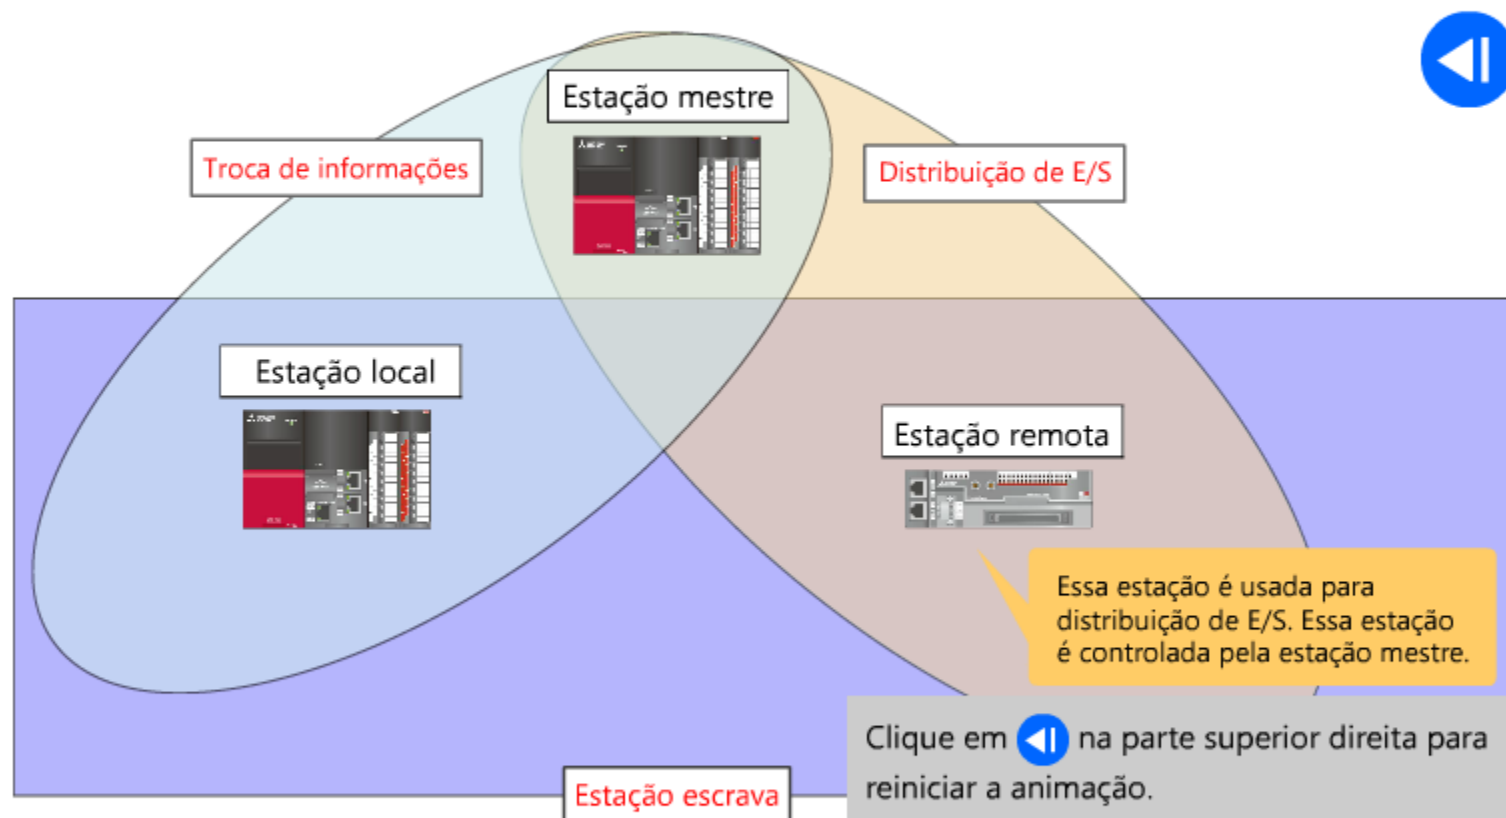 Estação mestre
Troca de informações
Distribuição de E/S
Estação local
Estação remota
Essa estação é usada para
distribuição de E/S. Essa estação
é controlada pela estação mestre.
Clique em na parte superior direita para
reiniciar a animação.
Estação escrava